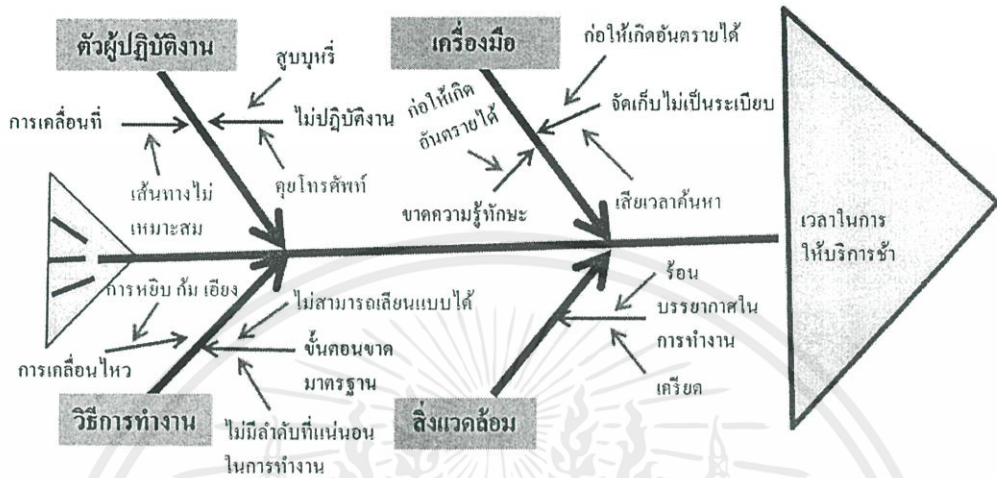 ตัวผู้ปฏิบัติงาน
สูบบุหรี่
การเคลื่อนที่
ไม่ปฏิบัติงาน
เส้นทางไม่
เหมาะสม
คุยโทรศัพท์
เครื่องมือ
ก่อให้เกิดอันตรายได้
ก่อให้เกิด
อันตรายได้
จัดเก็บไม่เป็นระเบียบ
ขาดความรู้ทักษะ
เสียเวลาค้นหา
เวลาในการ
ให้บริการช้า
การหยิบ ก้ม เอียง
การเคลื่อนไหว
ไม่สามารถเลียนแบบได้
ขั้นตอนขาด
มาตรฐาน
วิธีการทำงาน
ไม่มีลำดับที่แน่นอน
ในการทำงาน
ร้อน
บรรยากาศใน
การทำงาน
เครียด
สิ่งแวดล้อม